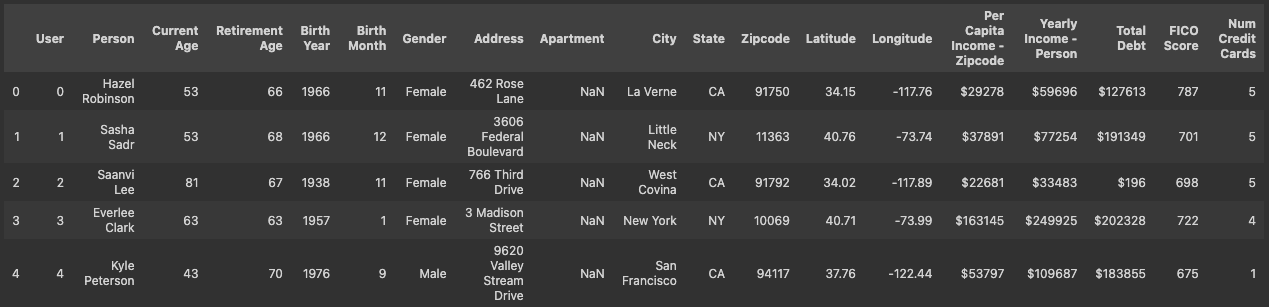 User Person Current Age Retirement Age Birth Year Birth Month Gender Address Apartment City State Zipcode Latitude Longitude Per Capita Income - Zipcode Yearly Income - Person Total Debt FICO Score Num Credit Cards
0 0 Hazel Robinson 53 66 1966 11 Female 462 Rose Lane NaN La Verne CA 91750 34.15 -117.76 $29278 $59696 $127613 787 5
1 1 Sasha Sadr 53 68 1966 12 Female 3606 Federal Boulevard NaN Little Neck NY 11363 40.76 -73.74 $37891 $77254 $191349 701 5
2 2 Saanvi Lee 81 67 1938 11 Female 766 Third Drive NaN West Covina CA 91792 34.02 -117.89 $22681 $33483 $196 698 5
3 3 Everlee Clark 63 63 1957 1 Female 3 Madison Street NaN New York NY 10069 40.71 -73.99 $163145 $249925 $202328 722 4
4 4 Kyle Peterson 43 70 1976 9 Male 9620 Valley Stream Drive NaN San Francisco CA 94117 37.76 -122.44 $53797 $109687 $183855 675 1